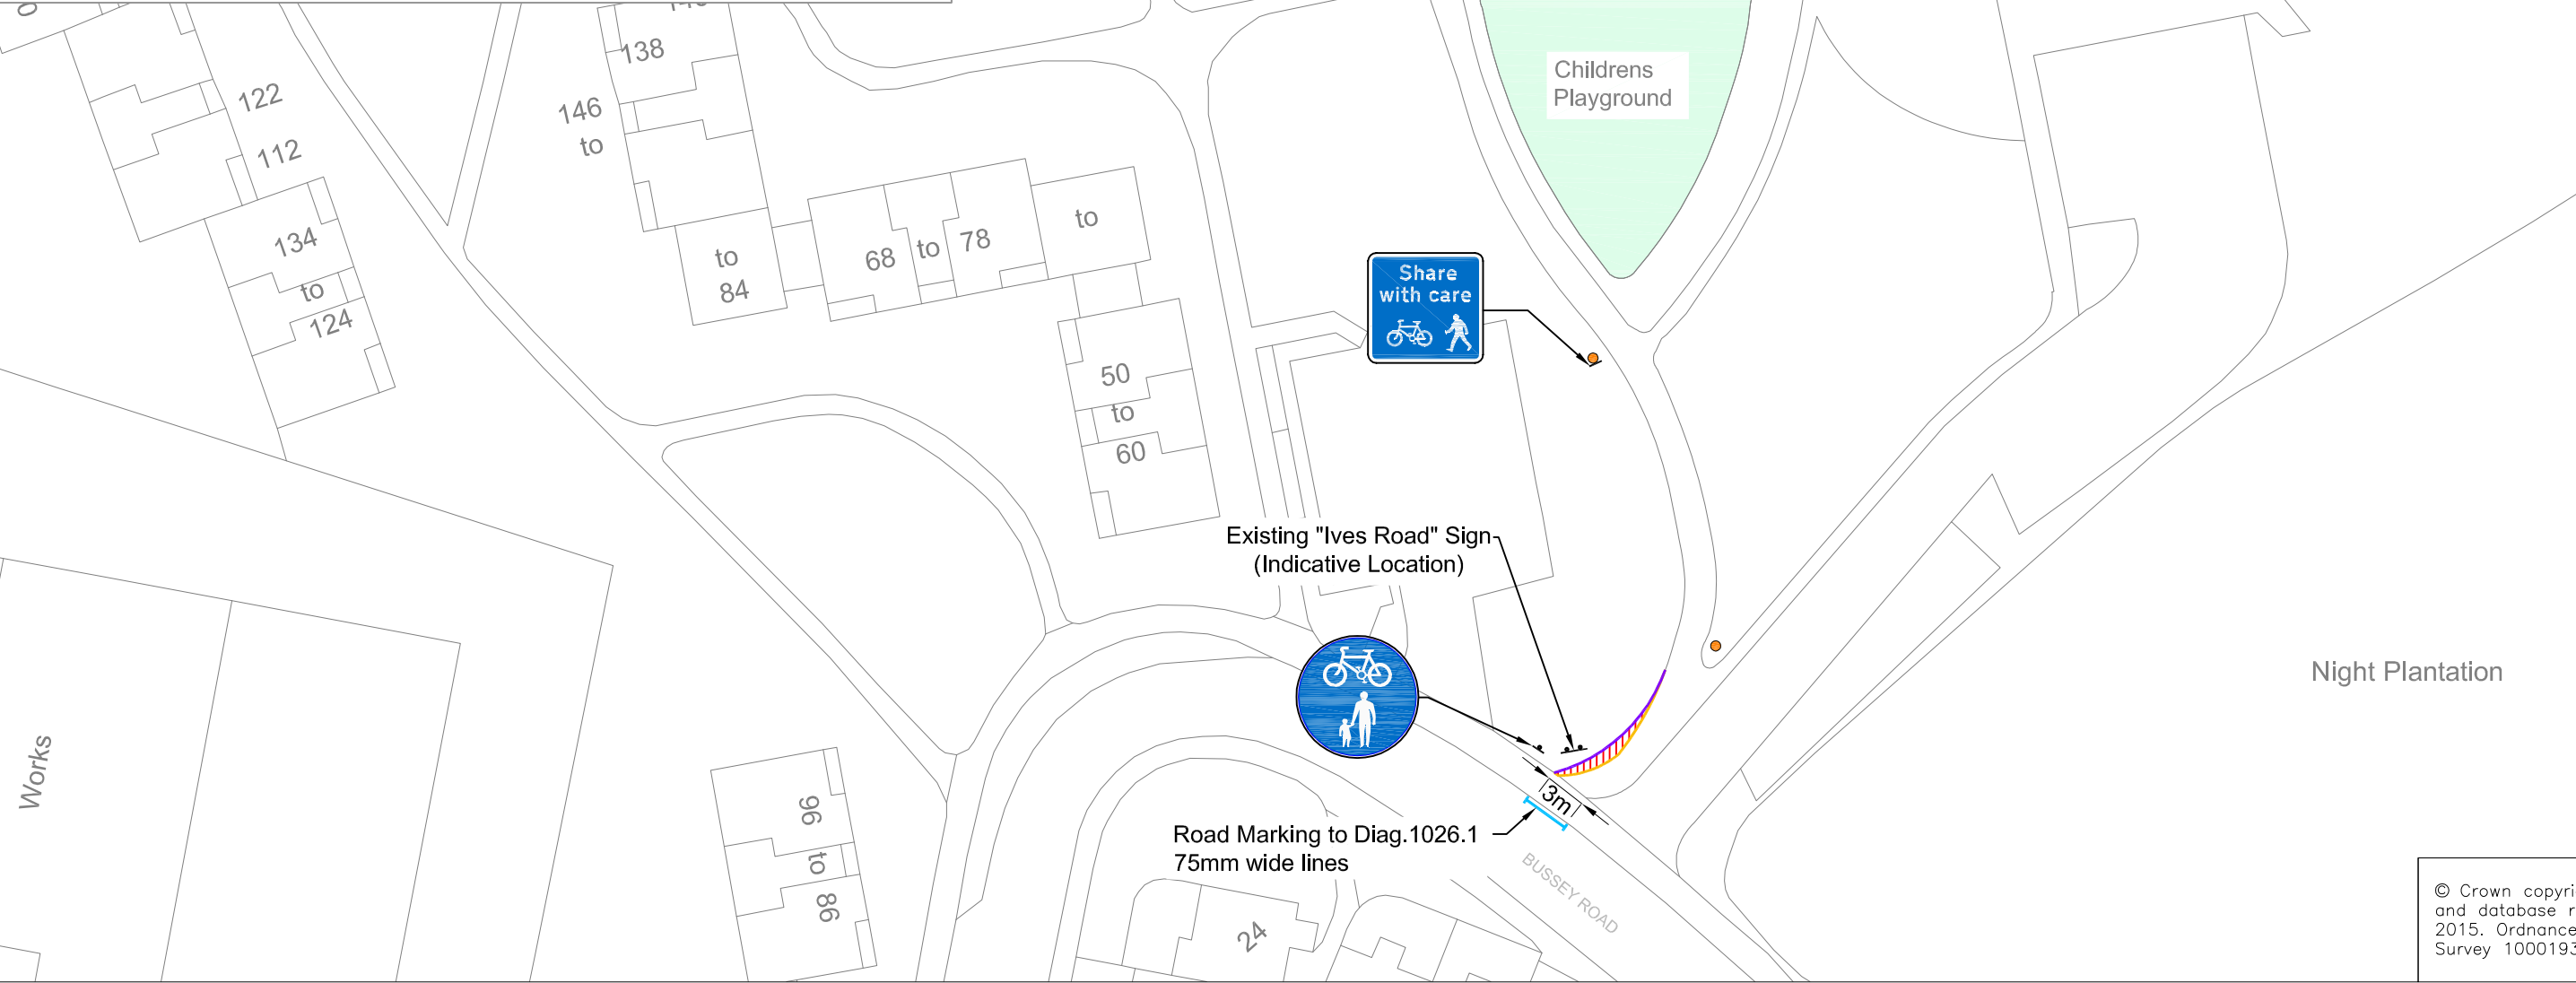 138
122
146
to
112
134
to
124
to
84
68 to 78
to
50
to
60
Childrens
Playground
Share
with care
Existing "Ives Road" Sign
(Indicative Location)
Night Plantation
Works
96
to
86
3m
Road Marking to Diag.1026.1
75mm wide lines
BUSSEY ROAD
24
© Crown copyri
and database r
2015. Ordnance
Survey 1000193